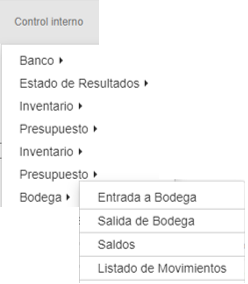 Control interno
Banco
Estado de Resultados
Inventario
Presupuesto
Inventario
Presupuesto
Bodega
Entrada a Bodega
Salida de Bodega
Saldos
Listado de Movimientos